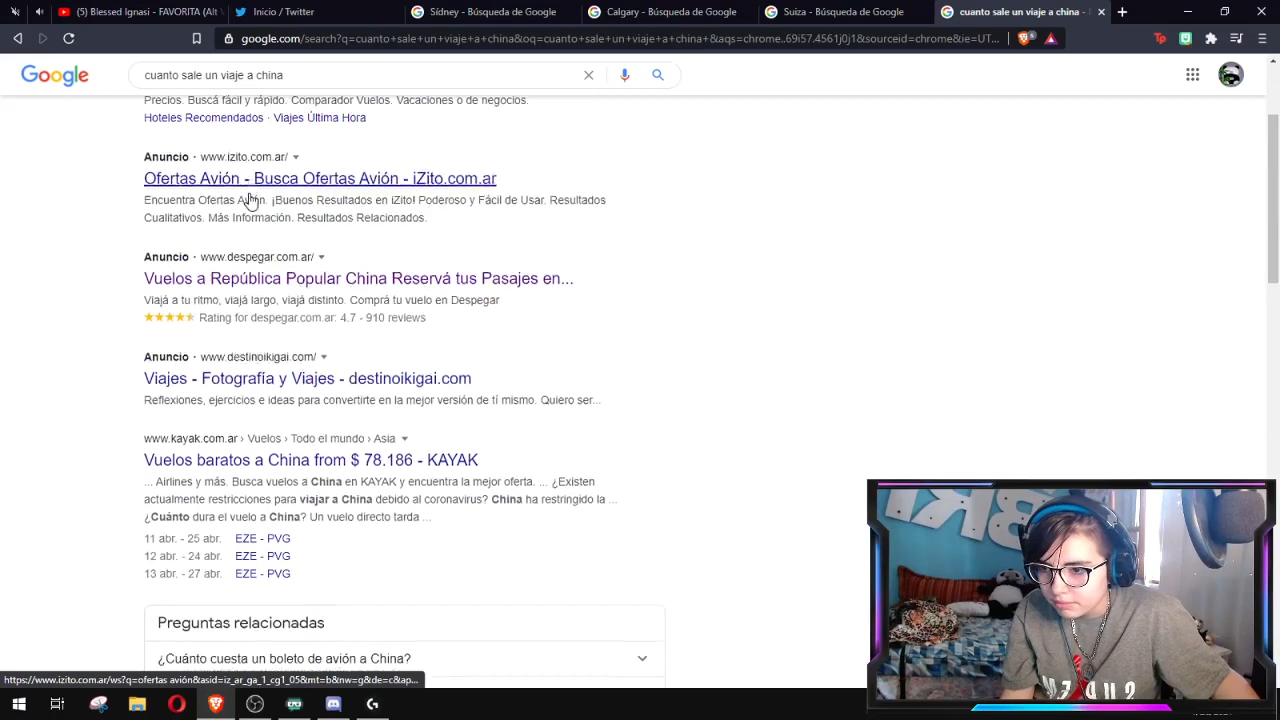 (5) Blessed Ignasi - FAVORITA (Alt
Inicio / Twitter
Sídney - Búsqueda de Google
Calgary - Búsqueda de Google
Suiza - Búsqueda de Google
cuanto sale un viaje a china -
google.com/search?q=cuanto+sale+un+viaje+a+china&oq=cuanto+sale+un+viaje+a+china+&aqs=chrome..69i57.4561j0j1&sourceid=chrome&ie=UT...
Google
cuanto sale un viaje a china
Precios. Buscá fácil y rápido. Comparador Vuelos. Vacaciones o de negocios.
Hoteles Recomendados · Viajes Última Hora
Anuncio · www.izito.com.ar/
Ofertas Avión - Busca Ofertas Avión - iZito.com.ar
Encuentra Ofertas Avión. ¡Buenos Resultados en iZito! Poderoso y Fácil de Usar. Resultados
Cualitativos. Más Información. Resultados Relacionados.
Anuncio · www.despegar.com.ar/
Vuelos a República Popular China Reservá tus Pasajes en...
Viajá a tu ritmo, viajá largo, viajá distinto. Comprá tu vuelo en Despegar
Rating for despegar.com.ar: 4.7 - 910 reviews
Anuncio · www.destinoikigai.com/
Viajes - Fotografía y Viajes - destinoikigai.com
Reflexiones, ejercicios e ideas para convertirte en la mejor versión de tí mismo. Quiero ser...
www.kayak.com.ar › Vuelos › Todo el mundo › Asia
Vuelos baratos a China from $ 78.186 - KAYAK
... Airlines y más. Busca vuelos a China en KAYAK y encuentra la mejor oferta. ... ¿Existen
actualmente restricciones para viajar a China debido al coronavirus? China ha restringido la ...
¿Cuánto dura el vuelo a China? Un vuelo directo tarda ...
11 abr. - 25 abr. EZE - PVG
12 abr. - 24 abr. EZE - PVG
13 abr. - 27 abr. EZE - PVG
Preguntas relacionadas
¿Cuánto cuesta un boleto de avión a China?
https://www.izito.com.ar/ws?q=ofertas avión&asid=iz_ar_ga_1_cg1_05&mt=b&nw=g&de=c&ap...